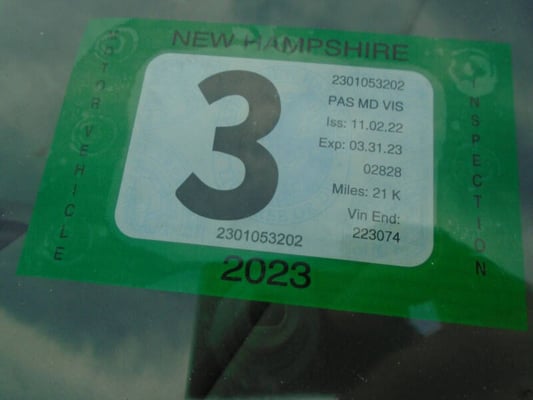 NEW HAMPSHIRE
MOTOR VEHICLE
3
2301053202
PAS MD VIS
Iss: 11.02.22
Exp: 03.31.23
02828
Miles: 21 K
Vin End:
223074
2301053202
INSPECTION
2023